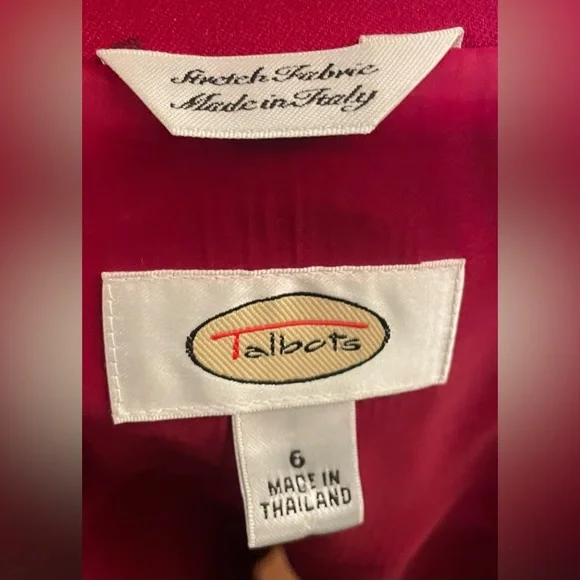 Stretch Fabric
Made in Italy
Talbots
6
MADE IN
THAILAND